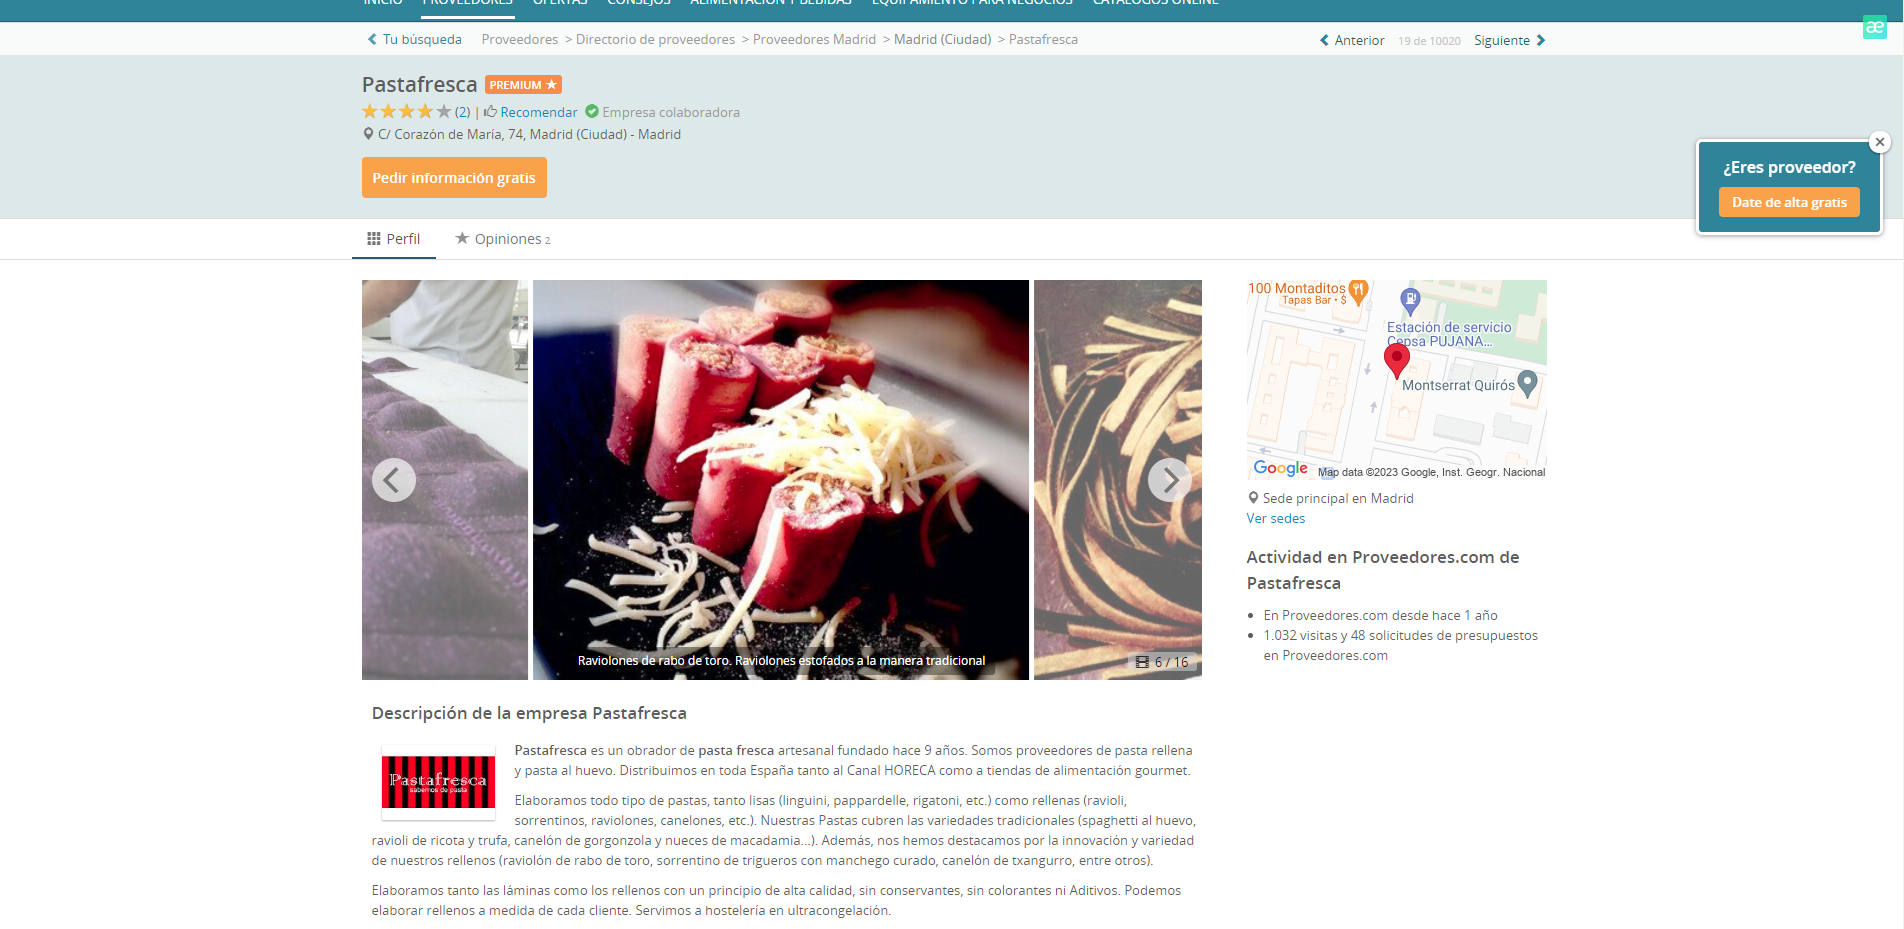 INICIO PROVEEDORES OFERTAS CONSEJOS ALIMENTACIÓN Y BEBIDAS EQUIPAMIENTO PARA NEGOCIOS CATÁLOGOS ONLINE
æ
Tu búsqueda Proveedores > Directorio de proveedores > Proveedores Madrid > Madrid (Ciudad) > Pastafresca
Anterior 19 de 10020 Siguiente
Pastafresca PREMIUM
(2) | Recomendar Empresa colaboradora
C/ Corazón de María, 74, Madrid (Ciudad) - Madrid
Pedir información gratis
¿Eres proveedor?
Date de alta gratis
Perfil Opiniones 2
Raviolones de rabo de toro. Raviolones estofados a la manera tradicional
6 / 16
100 Montaditos
Tapas Bar • $
Estación de servicio
Cepsa PUJANA...
Montserrat Quirós
Google Map data ©2023 Google, Inst. Geogr. Nacional
Sede principal en Madrid
Ver sedes
Actividad en Proveedores.com de
Pastafresca
En Proveedores.com desde hace 1 año
1.032 visitas y 48 solicitudes de presupuestos
en Proveedores.com
Descripción de la empresa Pastafresca
Pastafresca
sabemos de pasta
Pastafresca es un obrador de pasta fresca artesanal fundado hace 9 años. Somos proveedores de pasta rellena
y pasta al huevo. Distribuimos en toda España tanto al Canal HORECA como a tiendas de alimentación gourmet.
Elaboramos todo tipo de pastas, tanto lisas (linguini, pappardelle, rigatoni, etc.) como rellenas (ravioli,
sorrentinos, raviolones, canelones, etc.). Nuestras Pastas cubren las variedades tradicionales (spaghetti al huevo,
ravioli de ricota y trufa, canelón de gorgonzola y nueces de macadamia...). Además, nos hemos destacamos por la innovación y variedad
de nuestros rellenos (raviolón de rabo de toro, sorrentino de trigueros con manchego curado, canelón de txangurro, entre otros).
Elaboramos tanto las láminas como los rellenos con un principio de alta calidad, sin conservantes, sin colorantes ni Aditivos. Podemos
elaborar rellenos a medida de cada cliente. Servimos a hostelería en ultracongelación.